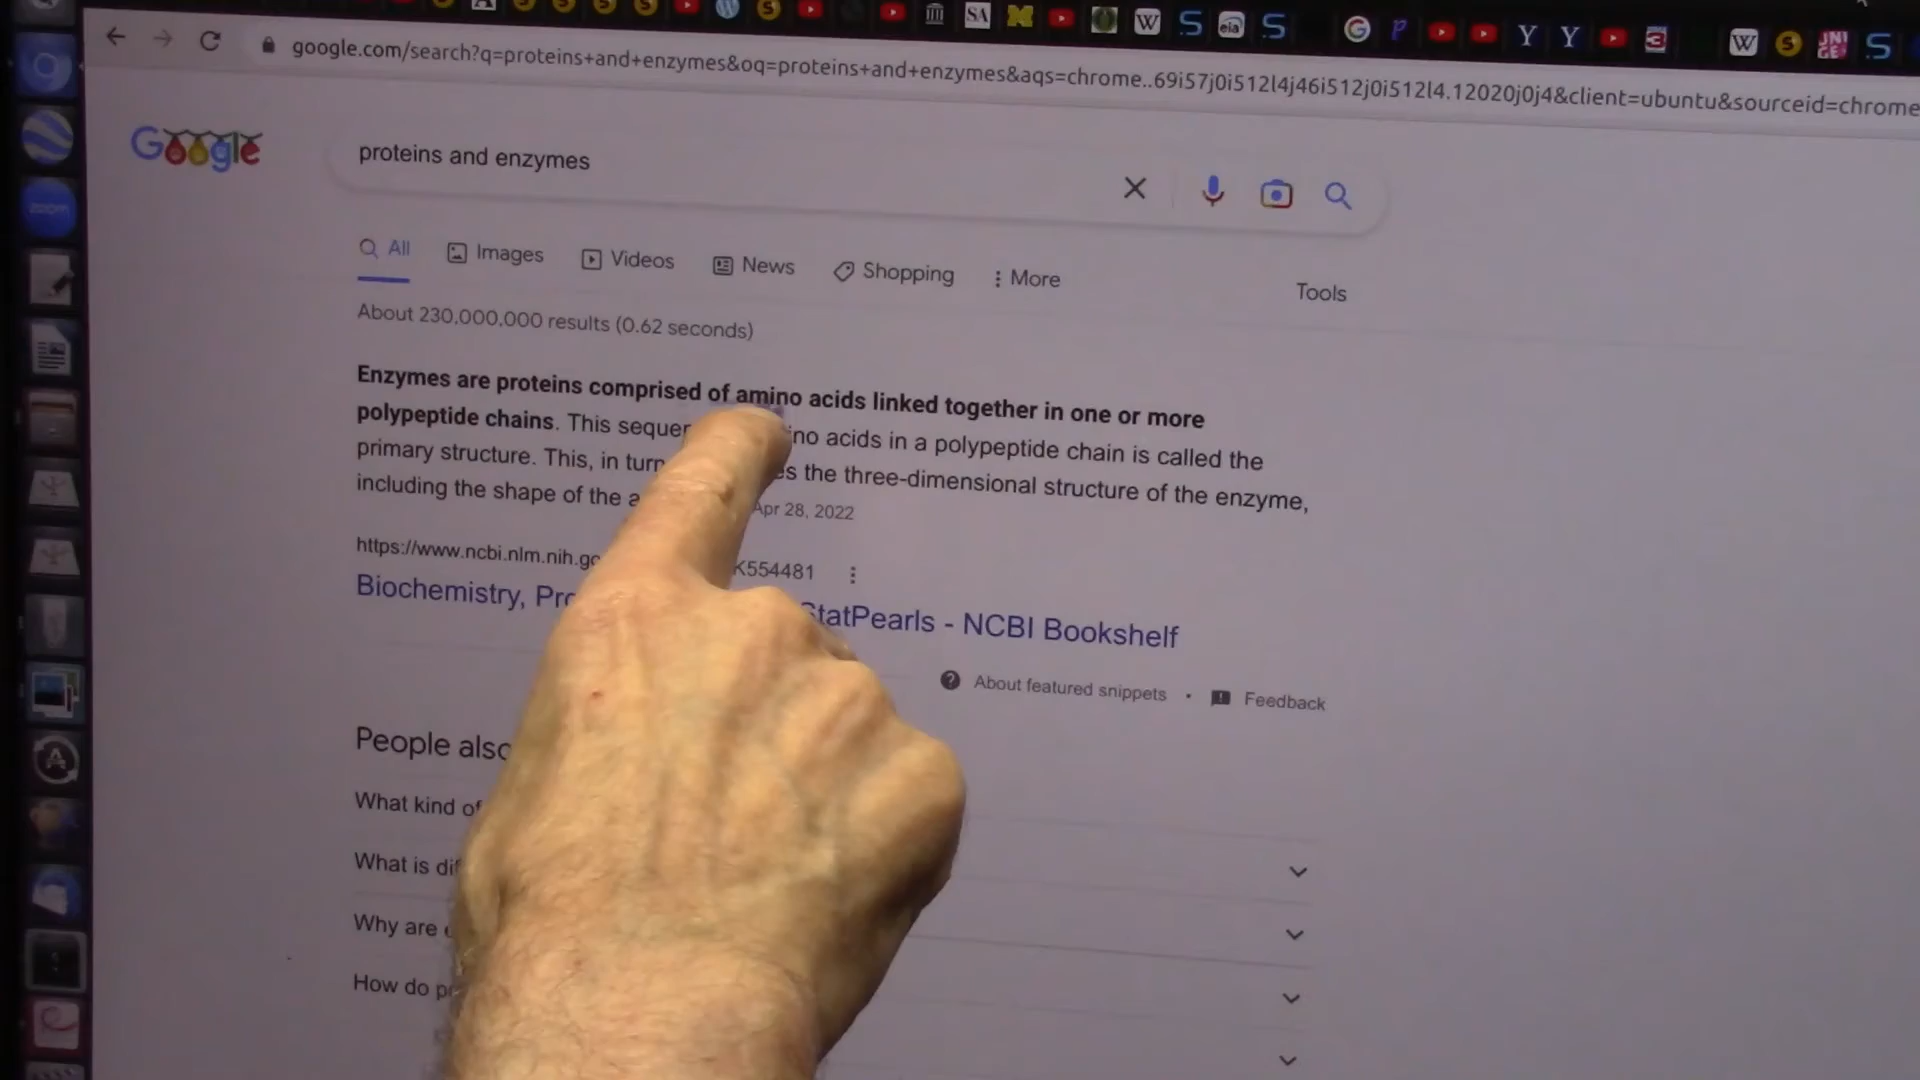 google.com/search?q=proteins+and+enzymes&oq=proteins+and+enzymes&aqs=chrome..69i57j0i512l4j46i512j0i512l4.12020j0j4&client=ubuntu&sourceid=chrome
Google
proteins and enzymes
All Images Videos News Shopping More Tools
About 230,000,000 results (0.62 seconds)
Enzymes are proteins comprised of amino acids linked together in one or more
polypeptide chains. This acids in a polypeptide chain is called the
primary structure. This, in turn the three-dimensional structure of the enzyme,
including the shape of the Apr 28, 2022
https://www.ncbi.nlm.nih.go K554481
Biochemistry, StatPearls - NCBI Bookshelf
About featured snippets • Feedback
People also
What kind of
What is
Why are
How do